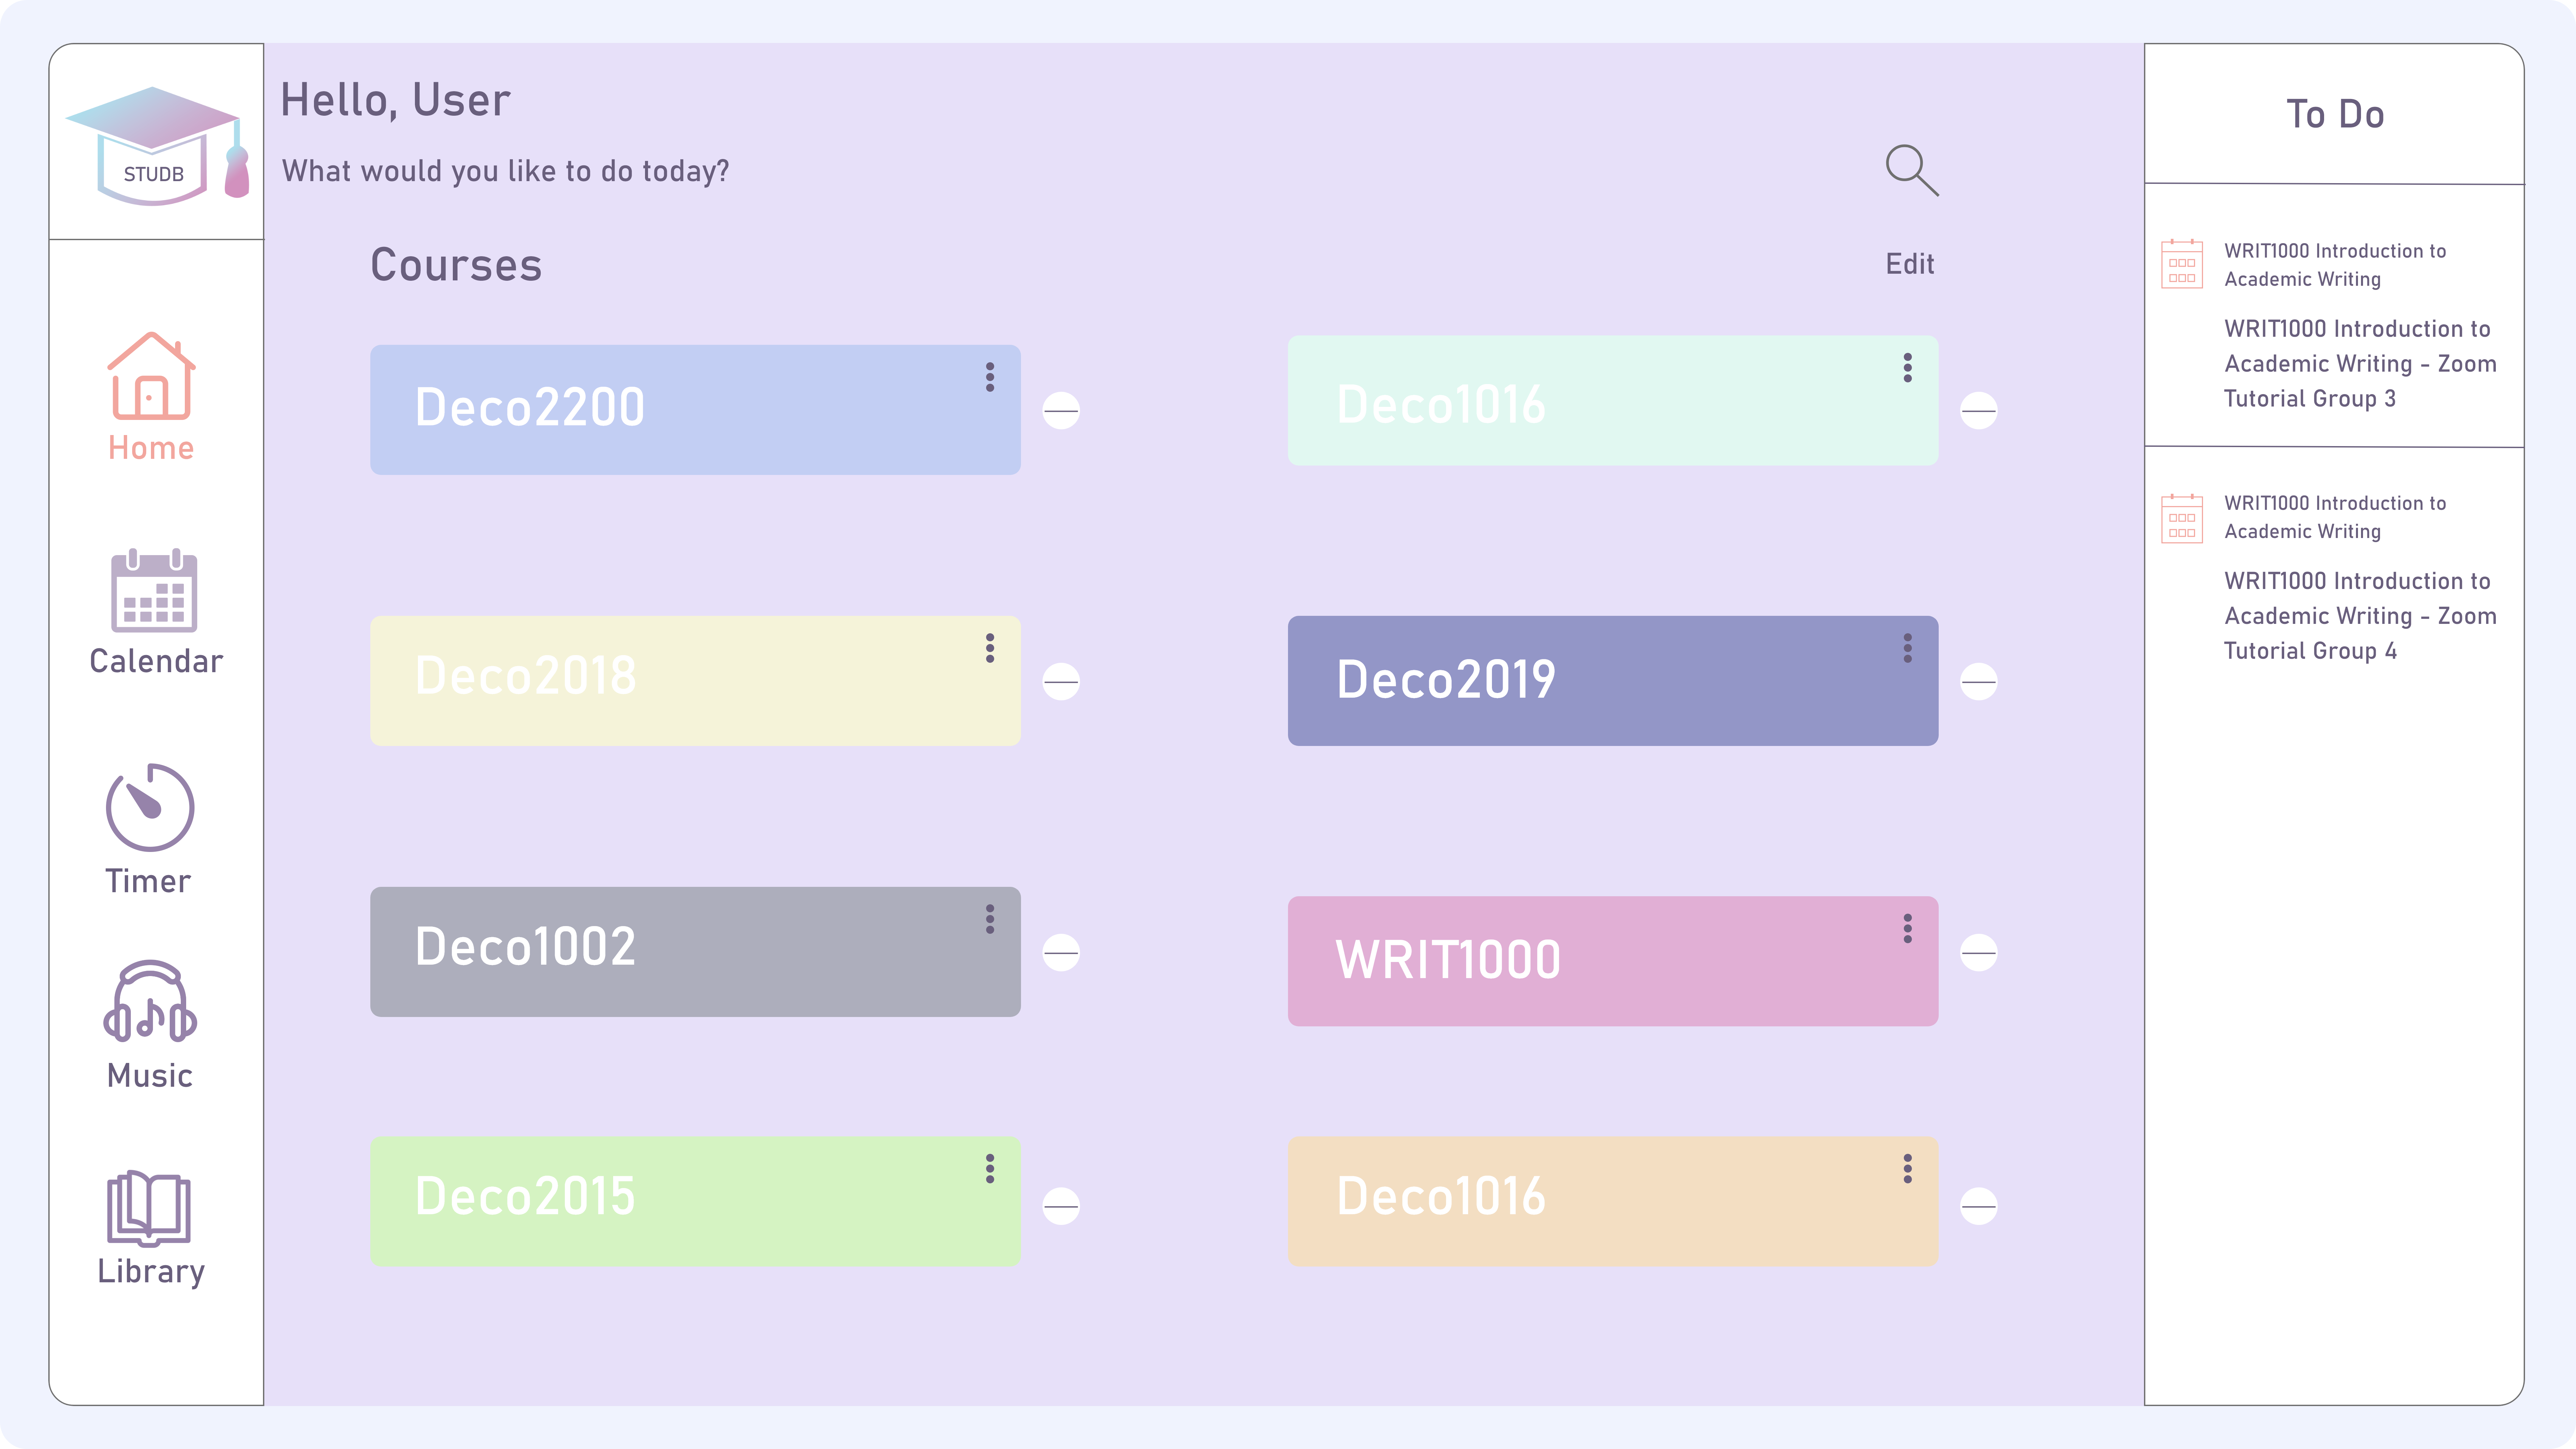 STUDB
Home
Calendar
Timer
Music
Library
Hello, User
What would you like to do today?
Courses
Edit
Deco2200
Deco1016
Deco2018
Deco2019
Deco1002
WRIT1000
Deco2015
Deco1016
To Do
WRIT1000 Introduction to
Academic Writing
WRIT1000 Introduction to
Academic Writing - Zoom
Tutorial Group 3
WRIT1000 Introduction to
Academic Writing
WRIT1000 Introduction to
Academic Writing - Zoom
Tutorial Group 4